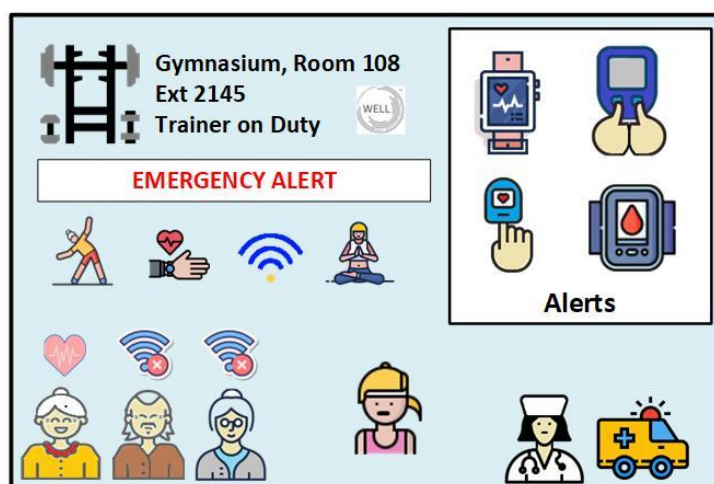 Gymnasium, Room 108
Ext 2145
Trainer on Duty
WELL
EMERGENCY ALERT
Alerts